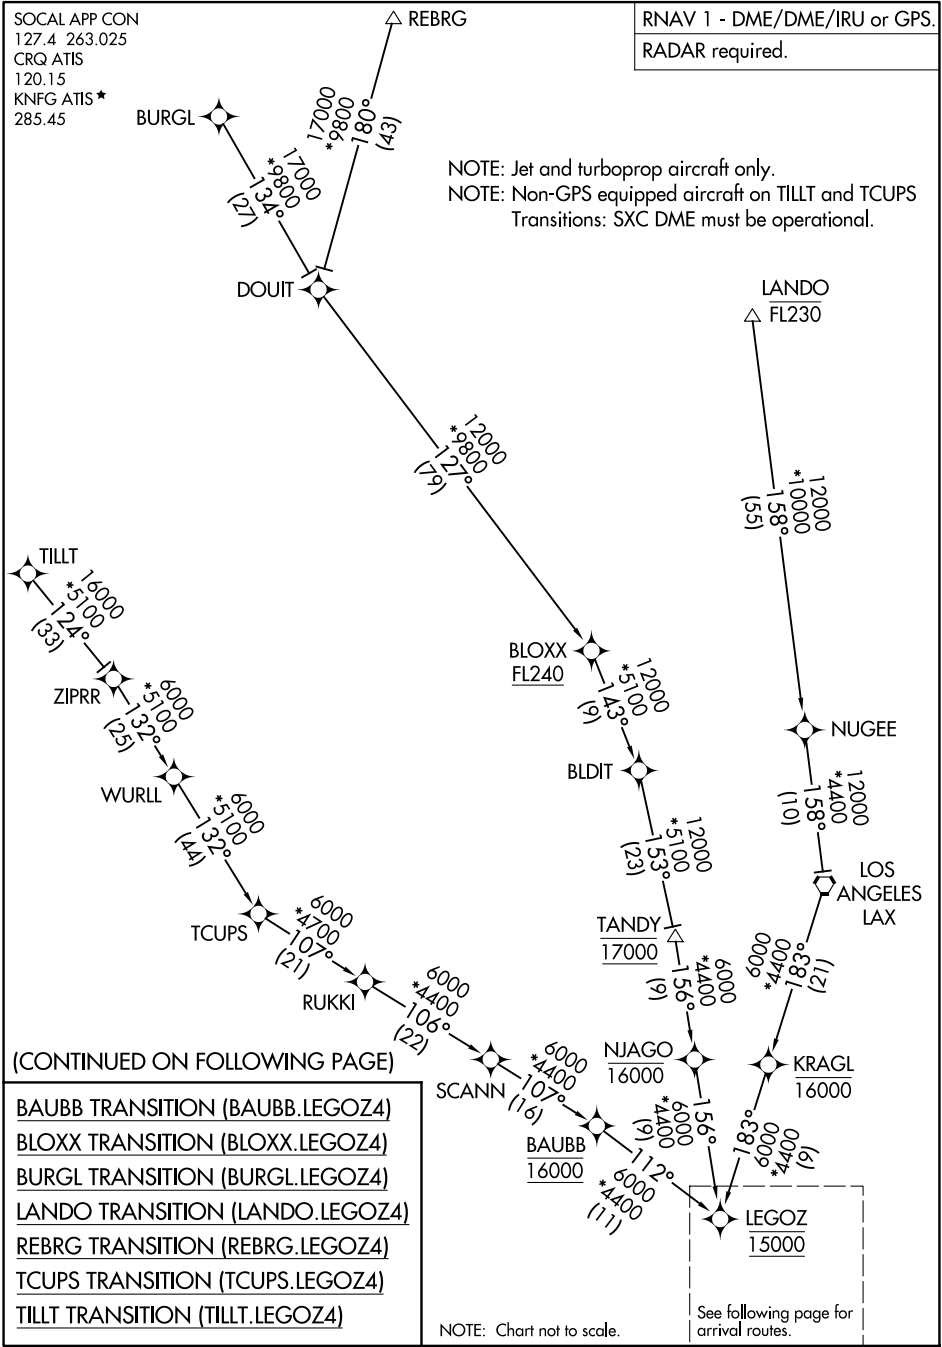 SOCAL APP CON
127.4 263.025
CRQ ATIS
120.15
KNFG ATIS★
285.45
REBRG
RNAV 1 - DME/DME/IRU or GPS.
RADAR required.
BURGL
17000
*9800
180°
(43)
17000
*9800
134°
(27)
NOTE: Jet and turboprop aircraft only.
NOTE: Non-GPS equipped aircraft on TILLT and TCUPS
Transitions: SXC DME must be operational.
DOUIT
LANDO
FL230
12000
*9800
127°
(79)
12000
*10000
158°
(55)
TILLT
16000
*5100
124°
(33)
BLOXX
FL240
ZIPRR
6000
*5100
132°
(25)
12000
*5100
143°
(9)
NUGEE
BLDIT
WURLL
12000
*4400
158°
(10)
6000
*5100
132°
(44)
12000
*5100
153°
(23)
LOS
ANGELES
LAX
TCUPS
TANDY
17000
6000
*4700
107°
(21)
6000
*4400
183°
(21)
6000
*4400
156°
(9)
RUKKI
6000
*4400
106°
(22)
(CONTINUED ON FOLLOWING PAGE)
NJAGO
16000
KRAGL
16000
SCANN
6000
*4400
107°
(16)
BAUBB
16000
6000
*4400
156°
(9)
183°
6000
*4400
(9)
112°
6000
*4400
(11)
LEGOZ
15000
BAUBB TRANSITION (BAUBB.LEGOZ4)
BLOXX TRANSITION (BLOXX.LEGOZ4)
BURGL TRANSITION (BURGL.LEGOZ4)
LANDO TRANSITION (LANDO.LEGOZ4)
REBRG TRANSITION (REBRG.LEGOZ4)
TCUPS TRANSITION (TCUPS.LEGOZ4)
TILLT TRANSITION (TILLT.LEGOZ4)
NOTE: Chart not to scale.
See following page for
arrival routes.